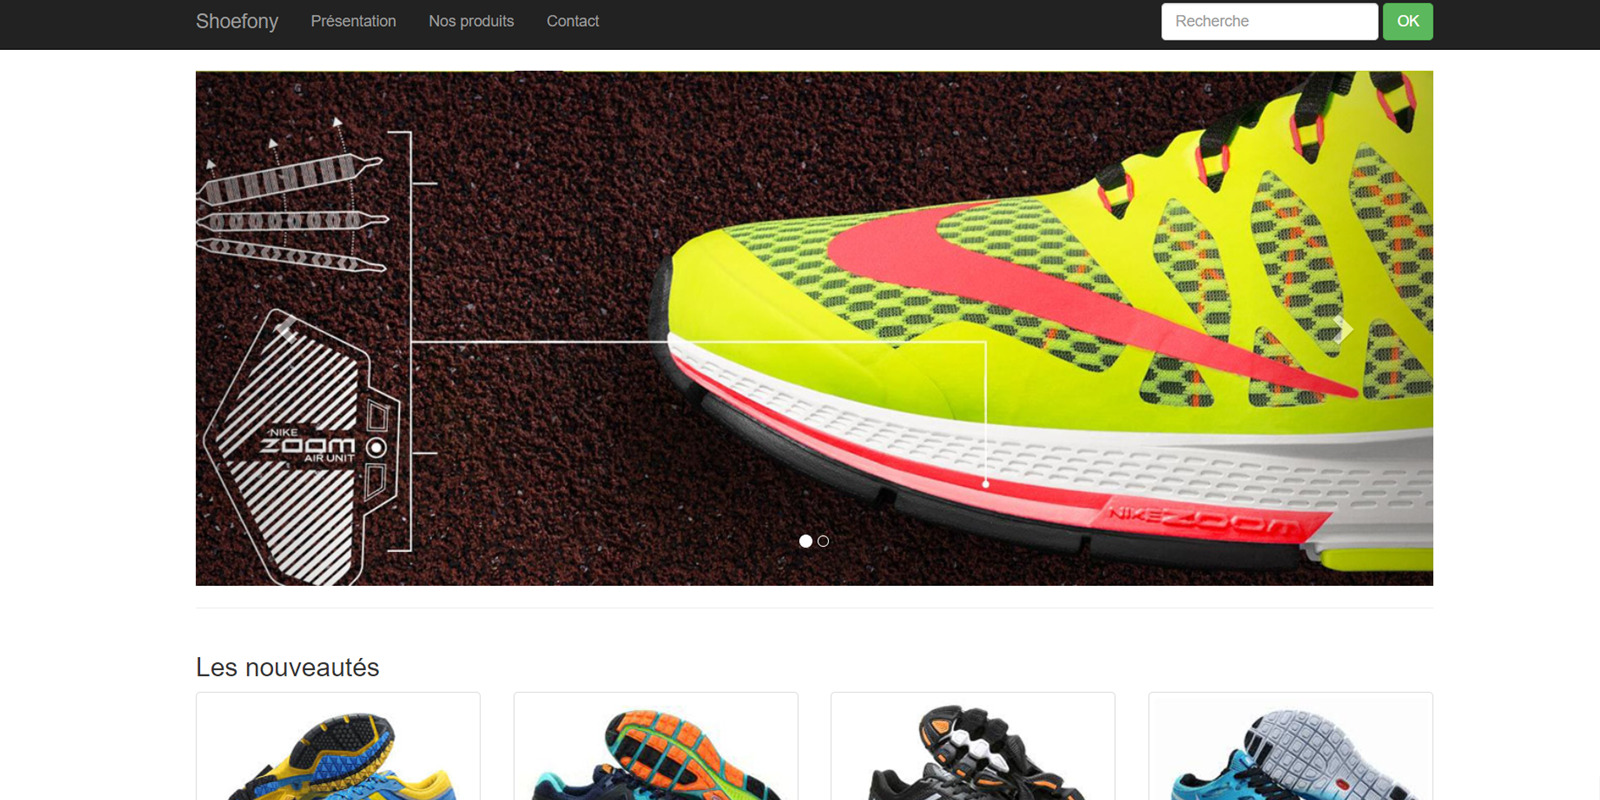 Shoefony Présentation Nos produits Contact Recherche OK
NIKE
ZOOM
AIR UNIT
NIKE ZOOM
Les nouveautés